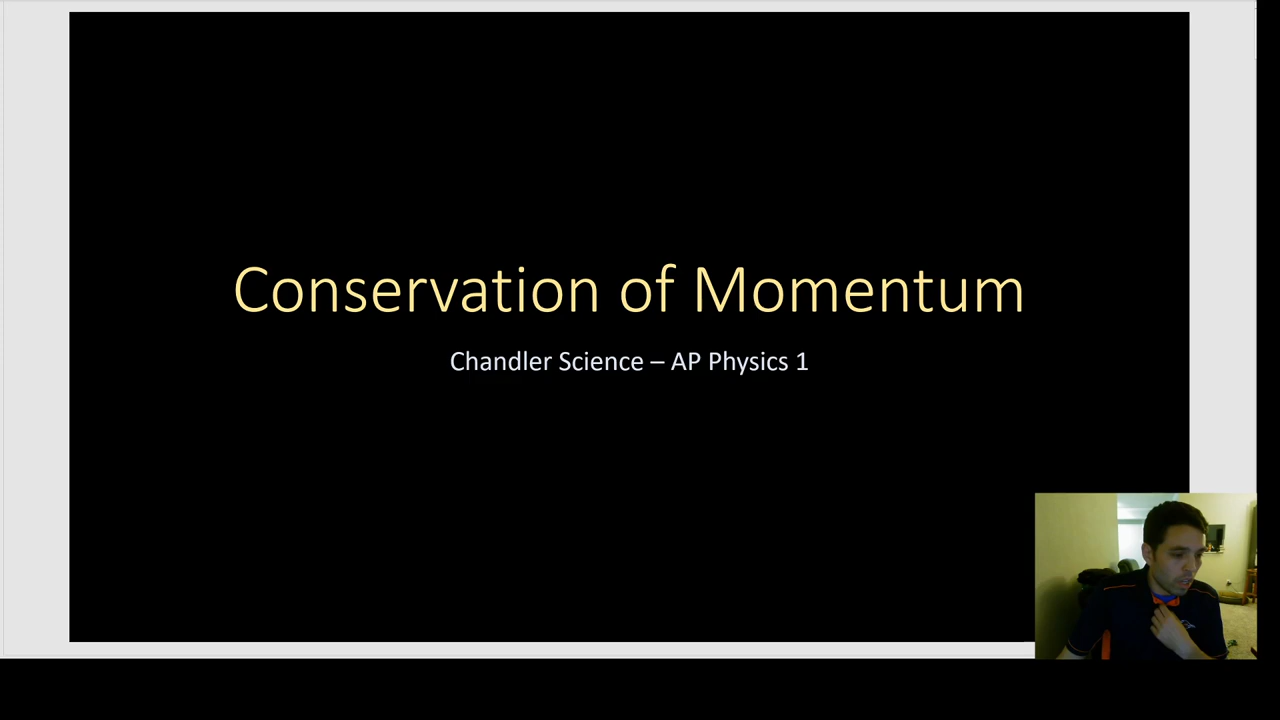 Conservation of Momentum
Chandler Science – AP Physics 1